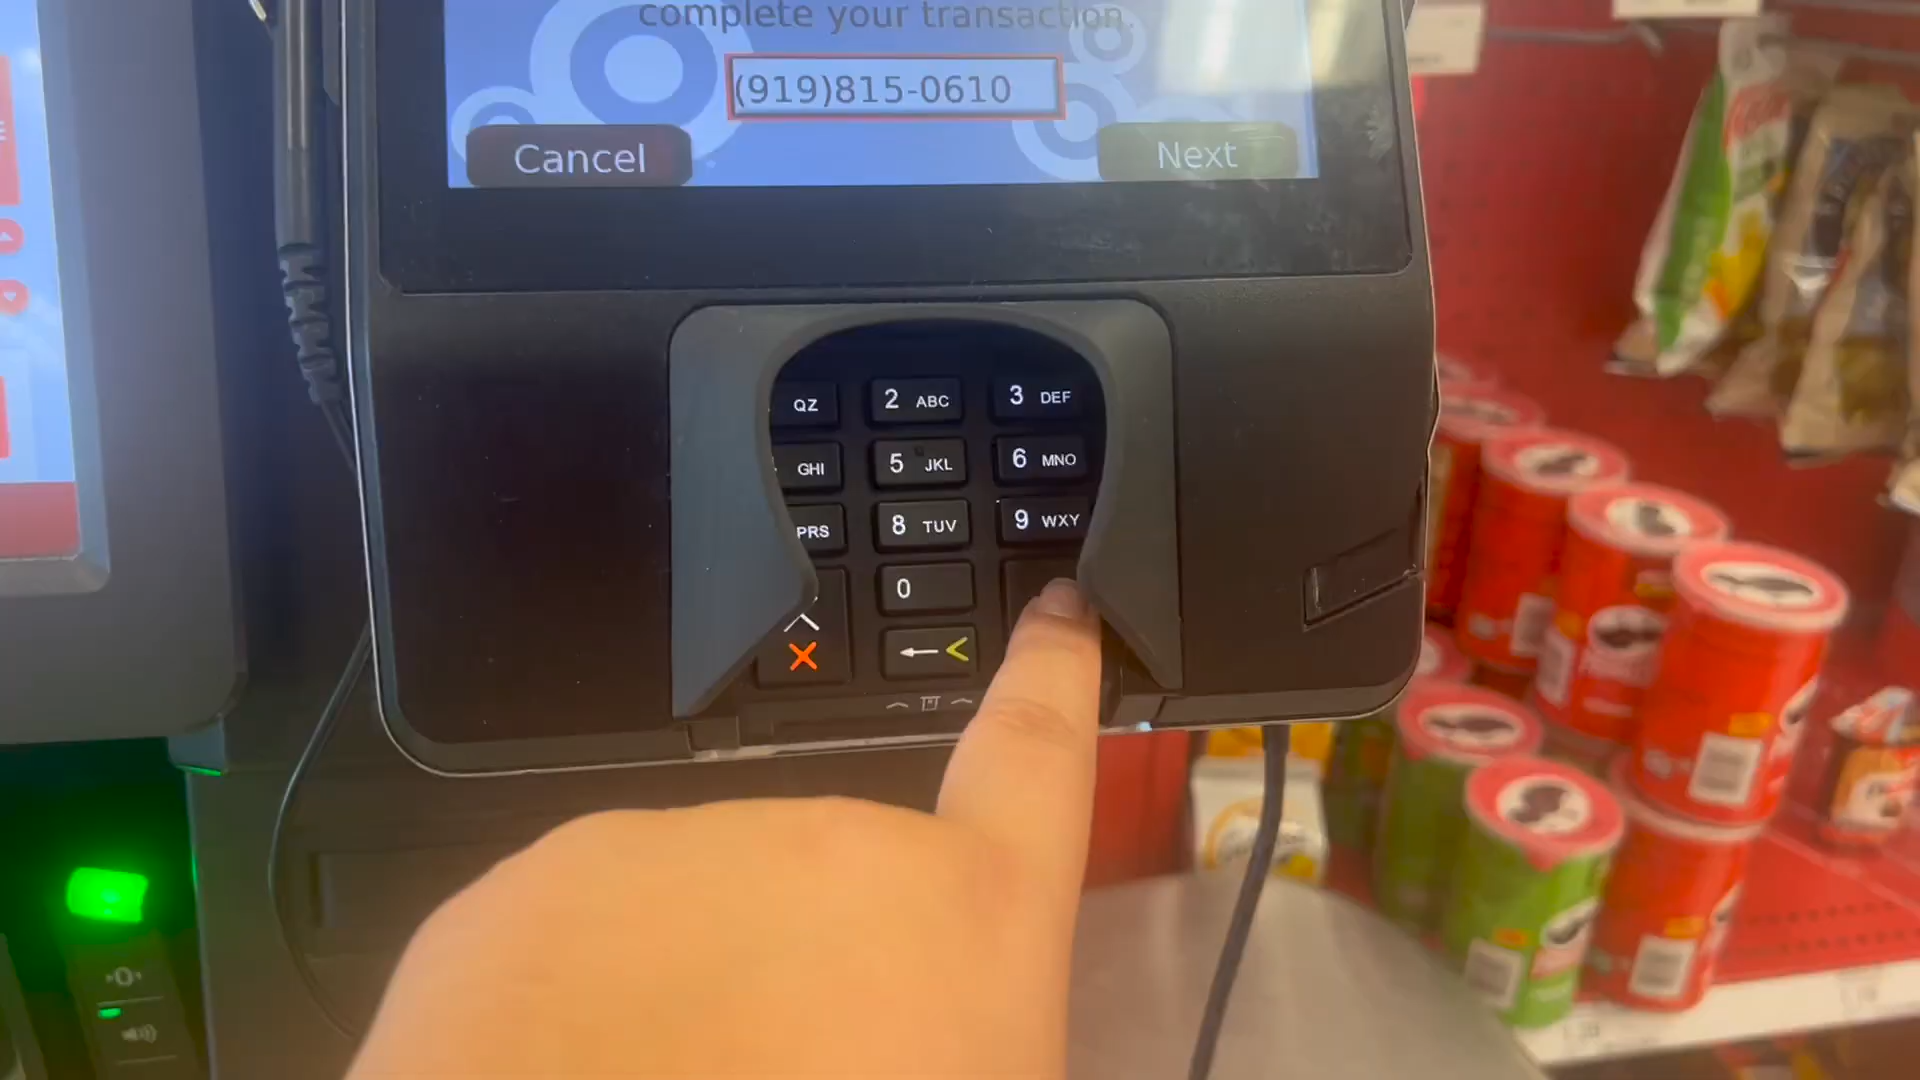 complete your transaction.
(919)815-0610
Cancel
Next
QZ
2 ABC
3 DEF
GHI
5 JKL
6 MNO
PRS
8 TUV
9 WXY
0